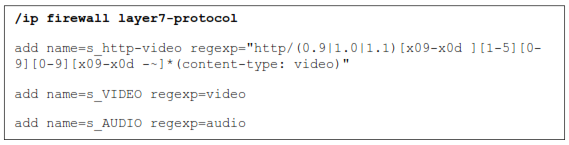 /ip firewall layer7-protocol
add name=s_http-video regexp="http/(0.9|1.0|1.1)[x09-x0d ][1-5][0-
9][0-9][x09-x0d -~]*(content-type: video)"
add name=s_VIDEO regexp=video
add name=s_AUDIO regexp=audio